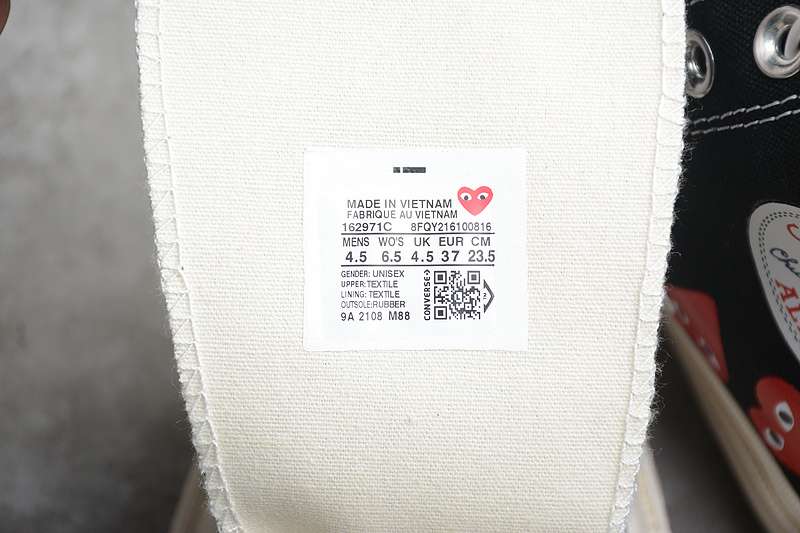 MADE IN VIETNAM
FABRIQUE AU VIETNAM
162971C 8FQY216100816
MENS WO'S UK EUR CM
4.5 6.5 4.5 37 23.5
GENDER: UNISEX
UPPER: TEXTILE
LINING: TEXTILE
OUTSOLE:RUBBER
9A 2108 M88
CONVERSE